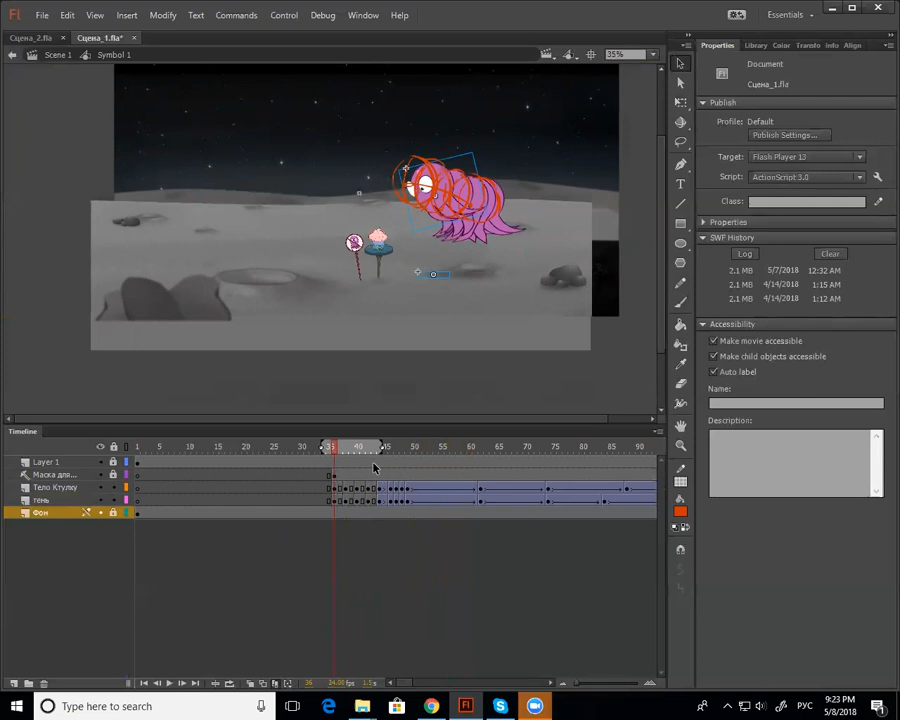 Fl File Edit View Insert Modify Text Commands Control Debug Window Help Essentials
Сцена_2.fla × Сцена_1.fla* ×
Scene 1 Symbol 1 35%
Properties Library Color Transfo Info Align
Document
Сцена_1.fla
Publish
Profile: Default
Publish Settings...
Target: Flash Player 13
Script: ActionScript 3.0
Class:
Properties
SWF History
Log Clear
2.1 MB 5/7/2018 12:32 AM
2.1 MB 4/14/2018 1:15 AM
2.1 MB 4/14/2018 1:12 AM
Accessibility
Make movie accessible
Make child objects accessible
Auto label
Name:
Description:
Timeline
1 5 10 15 20 25 30 35 40 45 50 55 60 65 70 75 80 85 90
Layer 1
Маска для...
Тело Ктулху
тень
Фон
36 24.00 fps 1.5 s
Type here to search
РУС
9:23 PM
5/8/2018